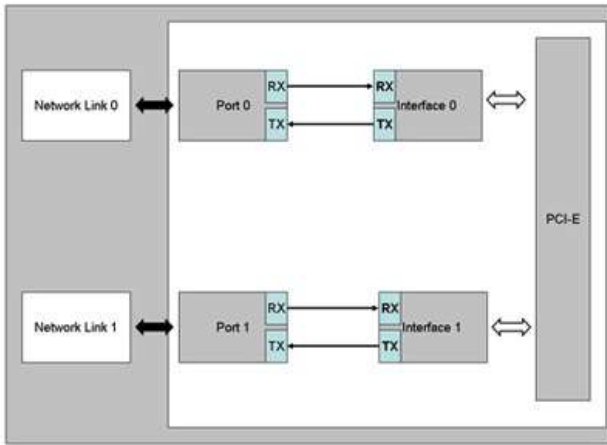 Network Link 0
Port 0
RX
TX
RX
TX
Interface 0
PCI-E
Network Link 1
Port 1
RX
TX
RX
TX
Interface 1